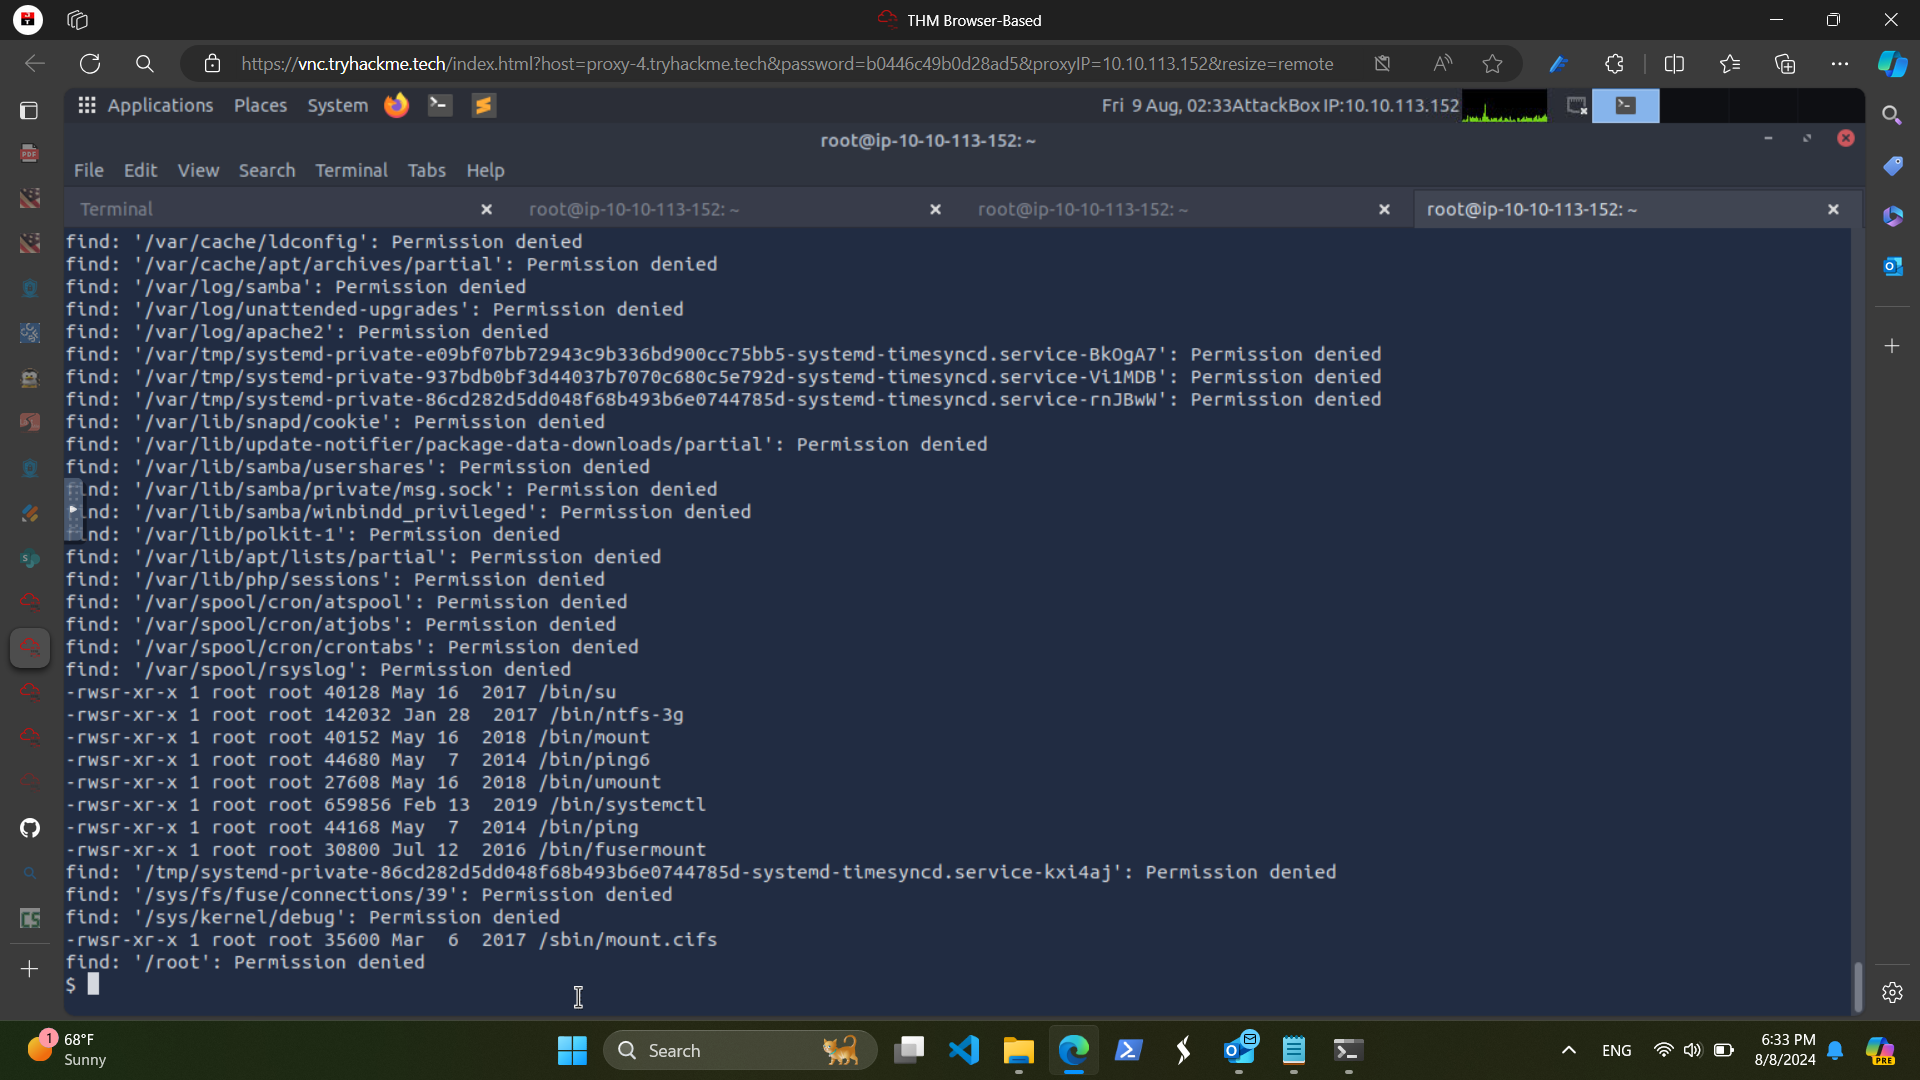 THM Browser-Based
https://vnc.tryhackme.tech/index.html?host=proxy-4.tryhackme.tech&password=b0446c49b0d28ad5&proxyIP=10.10.113.152&resize=remote
Applications Places System
Fri 9 Aug, 02:33AttackBox IP:10.10.113.152
root@ip-10-10-113-152: ~
File Edit View Search Terminal Tabs Help
Terminal
root@ip-10-10-113-152: ~
root@ip-10-10-113-152: ~
root@ip-10-10-113-152: ~
find: '/var/cache/ldconfig': Permission denied
find: '/var/cache/apt/archives/partial': Permission denied
find: '/var/log/samba': Permission denied
find: '/var/log/unattended-upgrades': Permission denied
find: '/var/log/apache2': Permission denied
find: '/var/tmp/systemd-private-e09bf07bb72943c9b336bd900cc75bb5-systemd-timesyncd.service-BkOgA7': Permission denied
find: '/var/tmp/systemd-private-937bdb0bf3d44037b7070c680c5e792d-systemd-timesyncd.service-Vi1MDB': Permission denied
find: '/var/tmp/systemd-private-86cd282d5dd048f68b493b6e0744785d-systemd-timesyncd.service-rnJBwW': Permission denied
find: '/var/lib/snapd/cookie': Permission denied
find: '/var/lib/update-notifier/package-data-downloads/partial': Permission denied
find: '/var/lib/samba/usershares': Permission denied
find: '/var/lib/samba/private/msg.sock': Permission denied
find: '/var/lib/samba/winbindd_privileged': Permission denied
find: '/var/lib/polkit-1': Permission denied
find: '/var/lib/apt/lists/partial': Permission denied
find: '/var/lib/php/sessions': Permission denied
find: '/var/spool/cron/atspool': Permission denied
find: '/var/spool/cron/atjobs': Permission denied
find: '/var/spool/cron/crontabs': Permission denied
find: '/var/spool/rsyslog': Permission denied
-rwsr-xr-x 1 root root 40128 May 16  2017 /bin/su
-rwsr-xr-x 1 root root 142032 Jan 28  2017 /bin/ntfs-3g
-rwsr-xr-x 1 root root 40152 May 16  2018 /bin/mount
-rwsr-xr-x 1 root root 44680 May  7  2014 /bin/ping6
-rwsr-xr-x 1 root root 27608 May 16  2018 /bin/umount
-rwsr-xr-x 1 root root 659856 Feb 13  2019 /bin/systemctl
-rwsr-xr-x 1 root root 44168 May  7  2014 /bin/ping
-rwsr-xr-x 1 root root 30800 Jul 12  2016 /bin/fusermount
find: '/tmp/systemd-private-86cd282d5dd048f68b493b6e0744785d-systemd-timesyncd.service-kxi4aj': Permission denied
find: '/sys/fs/fuse/connections/39': Permission denied
find: '/sys/kernel/debug': Permission denied
-rwsr-xr-x 1 root root 35600 Mar  6  2017 /sbin/mount.cifs
find: '/root': Permission denied
$
1
68°F
Sunny
Search
PRE
ENG
6:33 PM
8/8/2024